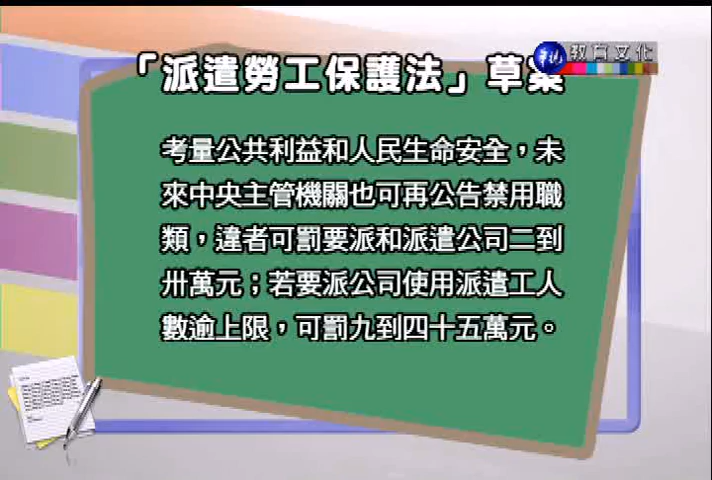 「派遣勞工保護法」草案
華視 教育文化
考量公共利益和人民生命安全，未
來中央主管機關也可再公告禁用職
類，違者可罰要派和派遣公司二到
卅萬元；若要派公司使用派遣工人
數逾上限，可罰九到四十五萬元。